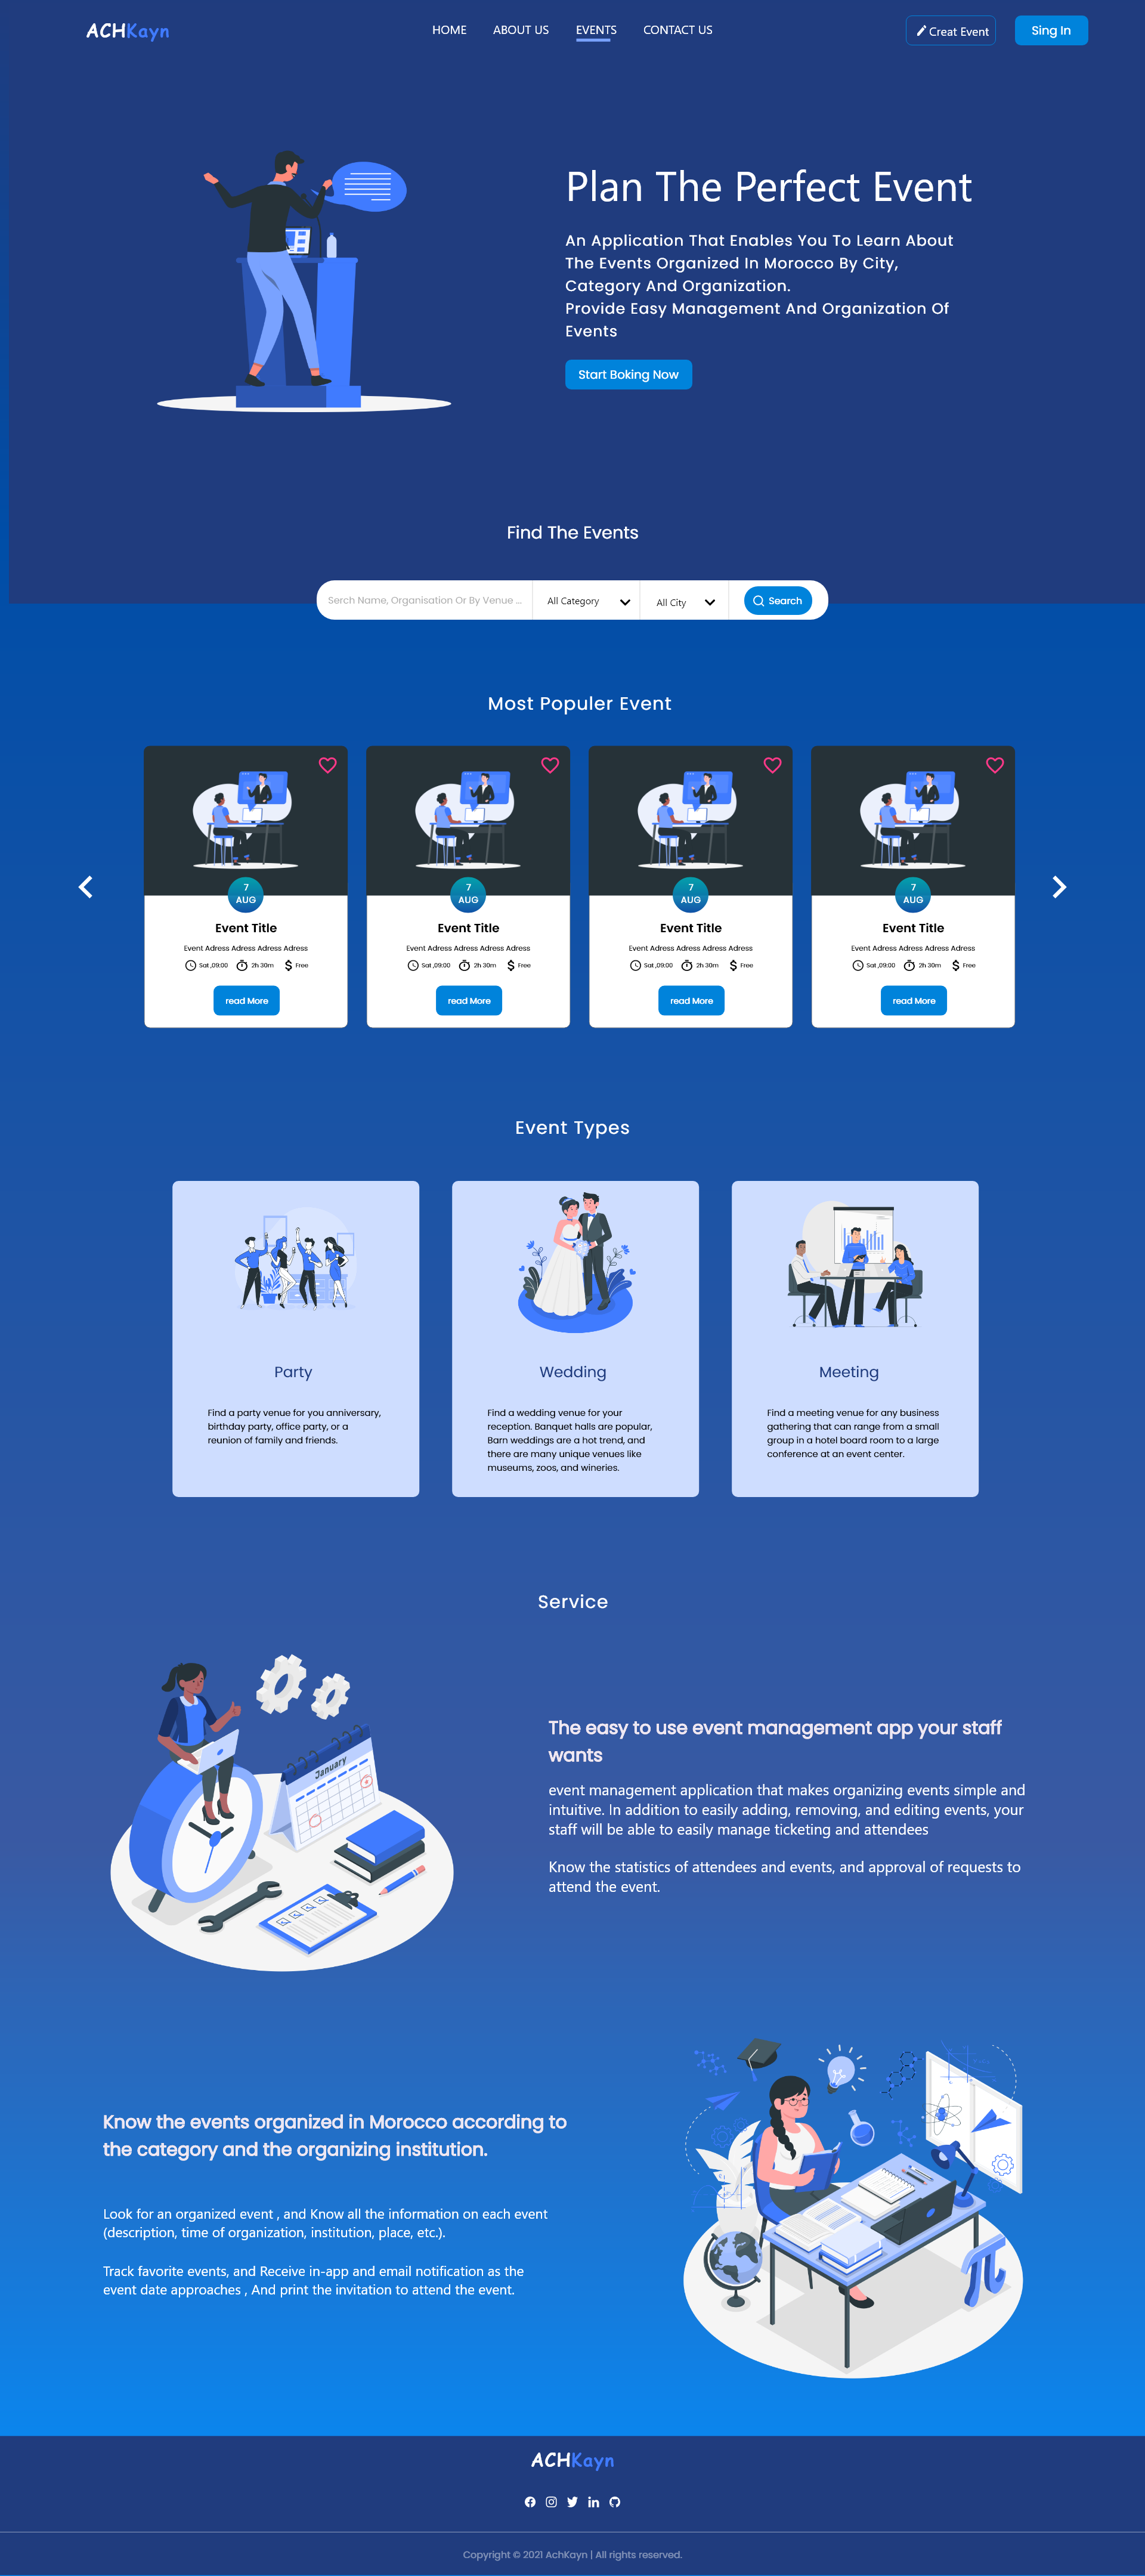 ACHKayn
HOME ABOUT US EVENTS CONTACT US
Creat Event
Sing In
Plan The Perfect Event
An Application That Enables You To Learn About
The Events Organized In Morocco By City,
Category And Organization.
Provide Easy Management And Organization Of
Events
Start Boking Now
Find The Events
Serch Name, Organisation Or By Venue ...
All Category
All City
Search
Most Populer Event
7
AUG
Event Title
Event Adress Adress Adress Adress
Sat ,09:00 2h 30m Free
read More
7
AUG
Event Title
Event Adress Adress Adress Adress
Sat ,09:00 2h 30m Free
read More
7
AUG
Event Title
Event Adress Adress Adress Adress
Sat ,09:00 2h 30m Free
read More
7
AUG
Event Title
Event Adress Adress Adress Adress
Sat ,09:00 2h 30m Free
read More
Event Types
Party
Find a party venue for you anniversary,
birthday party, office party, or a
reunion of family and friends.
Wedding
Find a wedding venue for your
reception. Banquet halls are popular,
Barn weddings are a hot trend, and
there are many unique venues like
museums, zoos, and wineries.
Meeting
Find a meeting venue for any business
gathering that can range from a small
group in a hotel board room to a large
conference at an event center.
Service
January
The easy to use event management app your staff
wants
event management application that makes organizing events simple and
intuitive. In addition to easily adding, removing, and editing events, your
staff will be able to easily manage ticketing and attendees
Know the statistics of attendees and events, and approval of requests to
attend the event.
Know the events organized in Morocco according to
the category and the organizing institution.
Look for an organized event , and Know all the information on each event
(description, time of organization, institution, place, etc.).
Track favorite events, and Receive in-app and email notification as the
event date approaches , And print the invitation to attend the event.
π
ACHKayn
Copyright © 2021 AchKayn | All rights reserved.